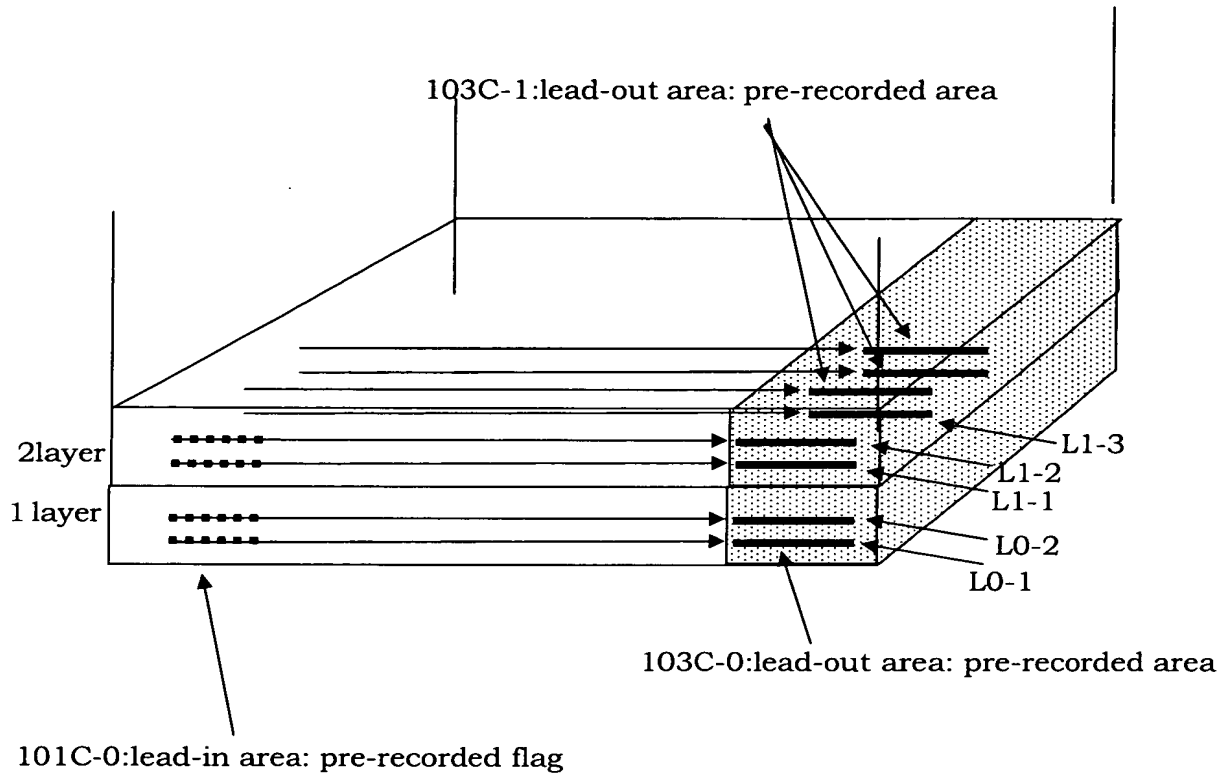 103C-1:lead-out area: pre-recorded area
L1-3
2layer
L1-2
L1-1
1 layer
L0-2
L0-1
103C-0:lead-out area: pre-recorded area
101C-0:lead-in area: pre-recorded flag